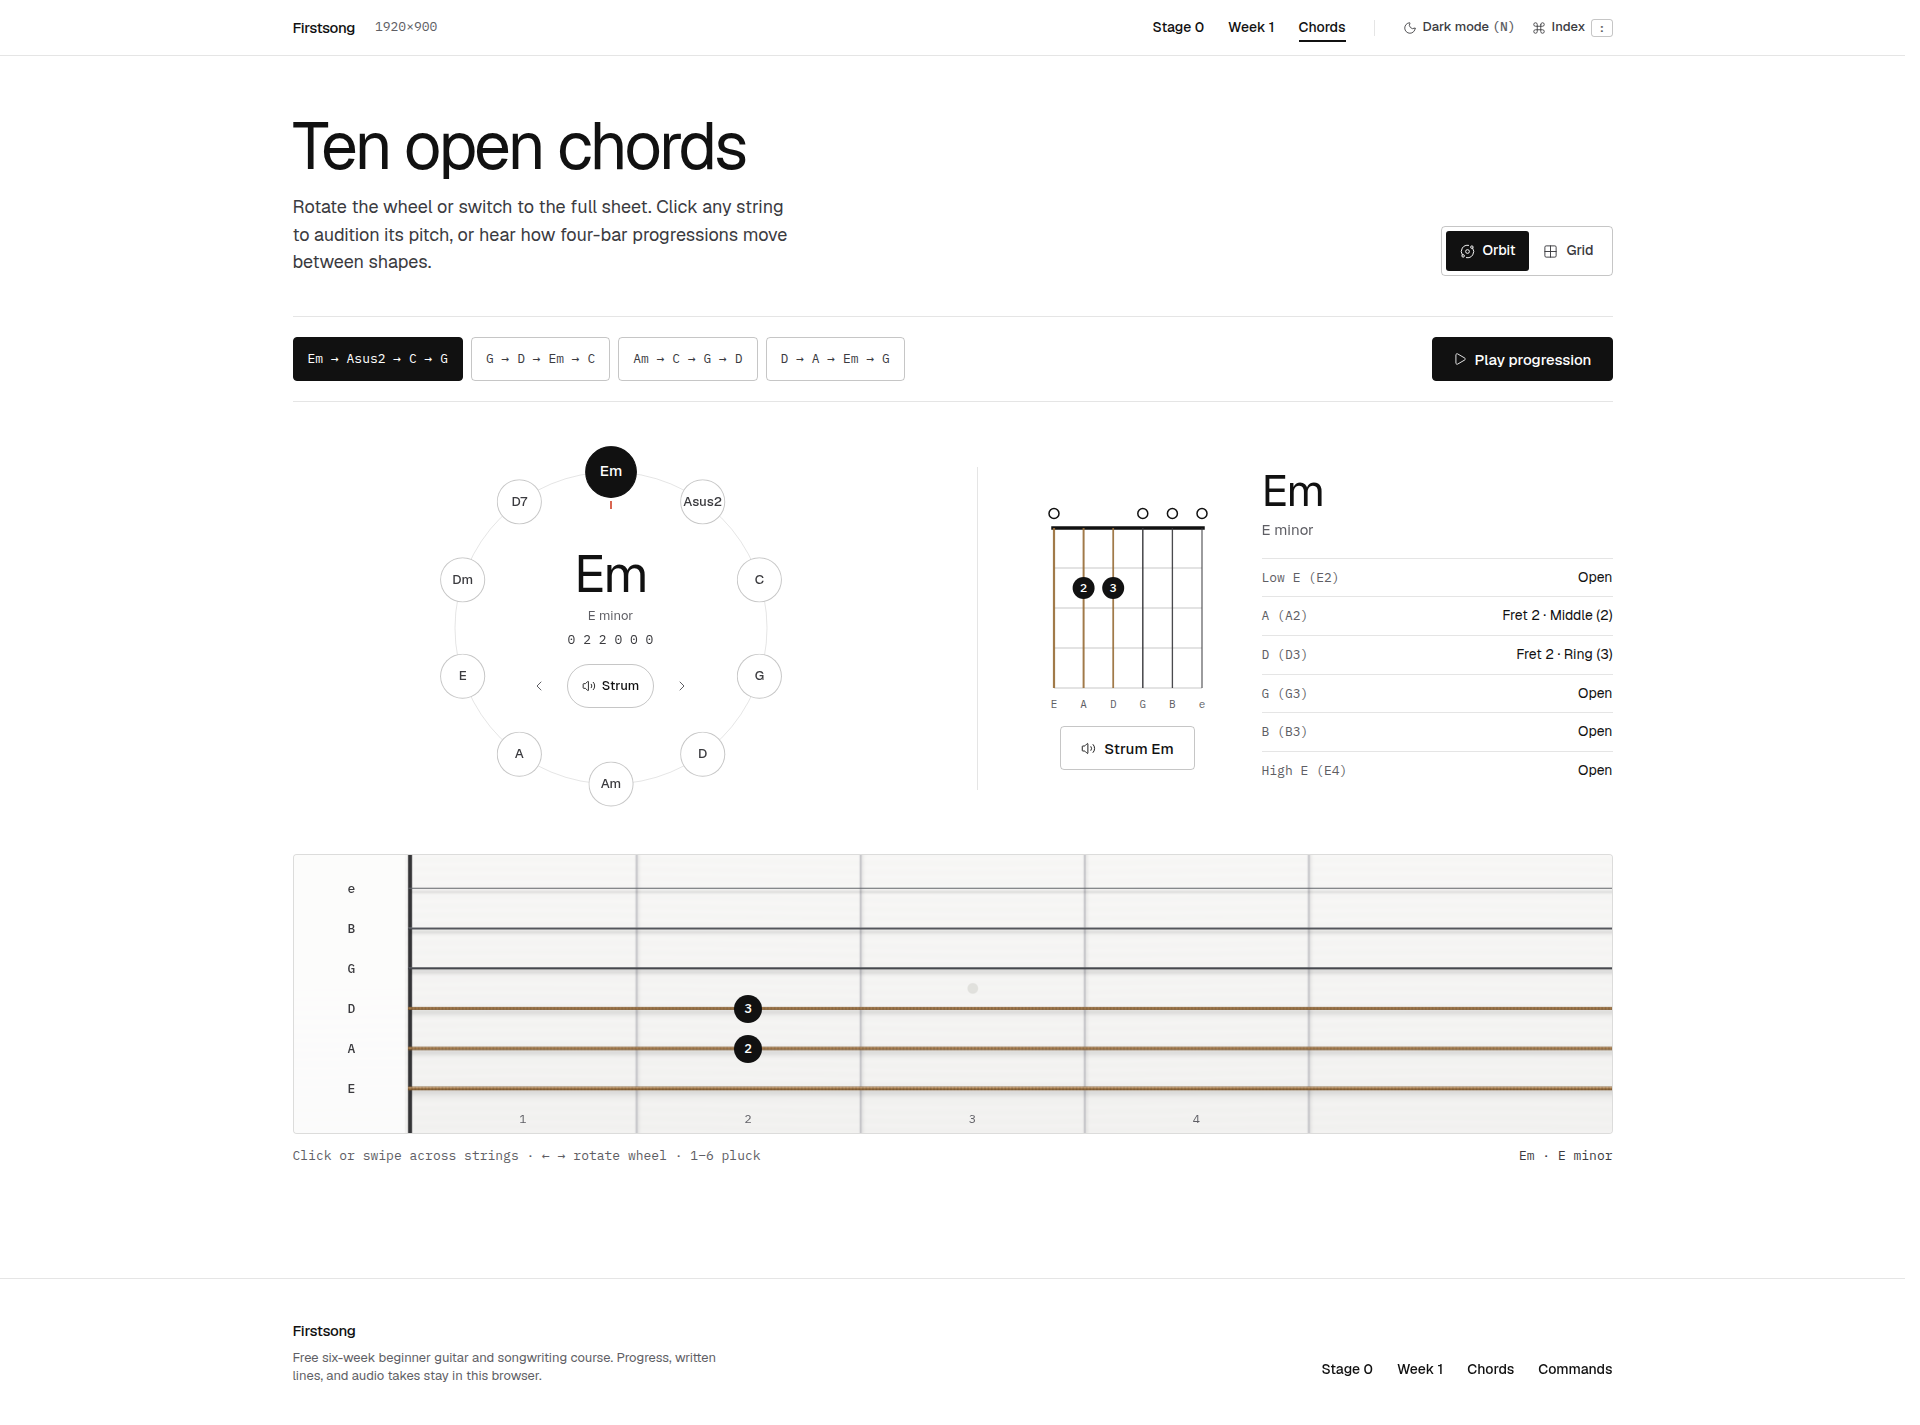 Firstsong 1920×900 Stage 0 Week 1 Chords Dark mode (N) Index :
Ten open chords
Rotate the wheel or switch to the full sheet. Click any string
to audition its pitch, or hear how four-bar progressions move
between shapes.
Orbit Grid
Em → Asus2 → C → G
G → D → Em → C
Am → C → G → D
D → A → Em → G
Play progression
Em
Asus2
C
G
D
Am
A
E
Dm
D7
Em
E minor
0 2 2 0 0 0
Strum
2 3
E A D G B e
Strum Em
Em
E minor
Low E (E2) Open
A (A2) Fret 2 · Middle (2)
D (D3) Fret 2 · Ring (3)
G (G3) Open
B (B3) Open
High E (E4) Open
e
B
G
D 3
A 2
E
1 2 3 4
Click or swipe across strings · ← → rotate wheel · 1–6 pluck
Em · E minor
Firstsong
Free six-week beginner guitar and songwriting course. Progress, written
lines, and audio takes stay in this browser.
Stage 0 Week 1 Chords Commands